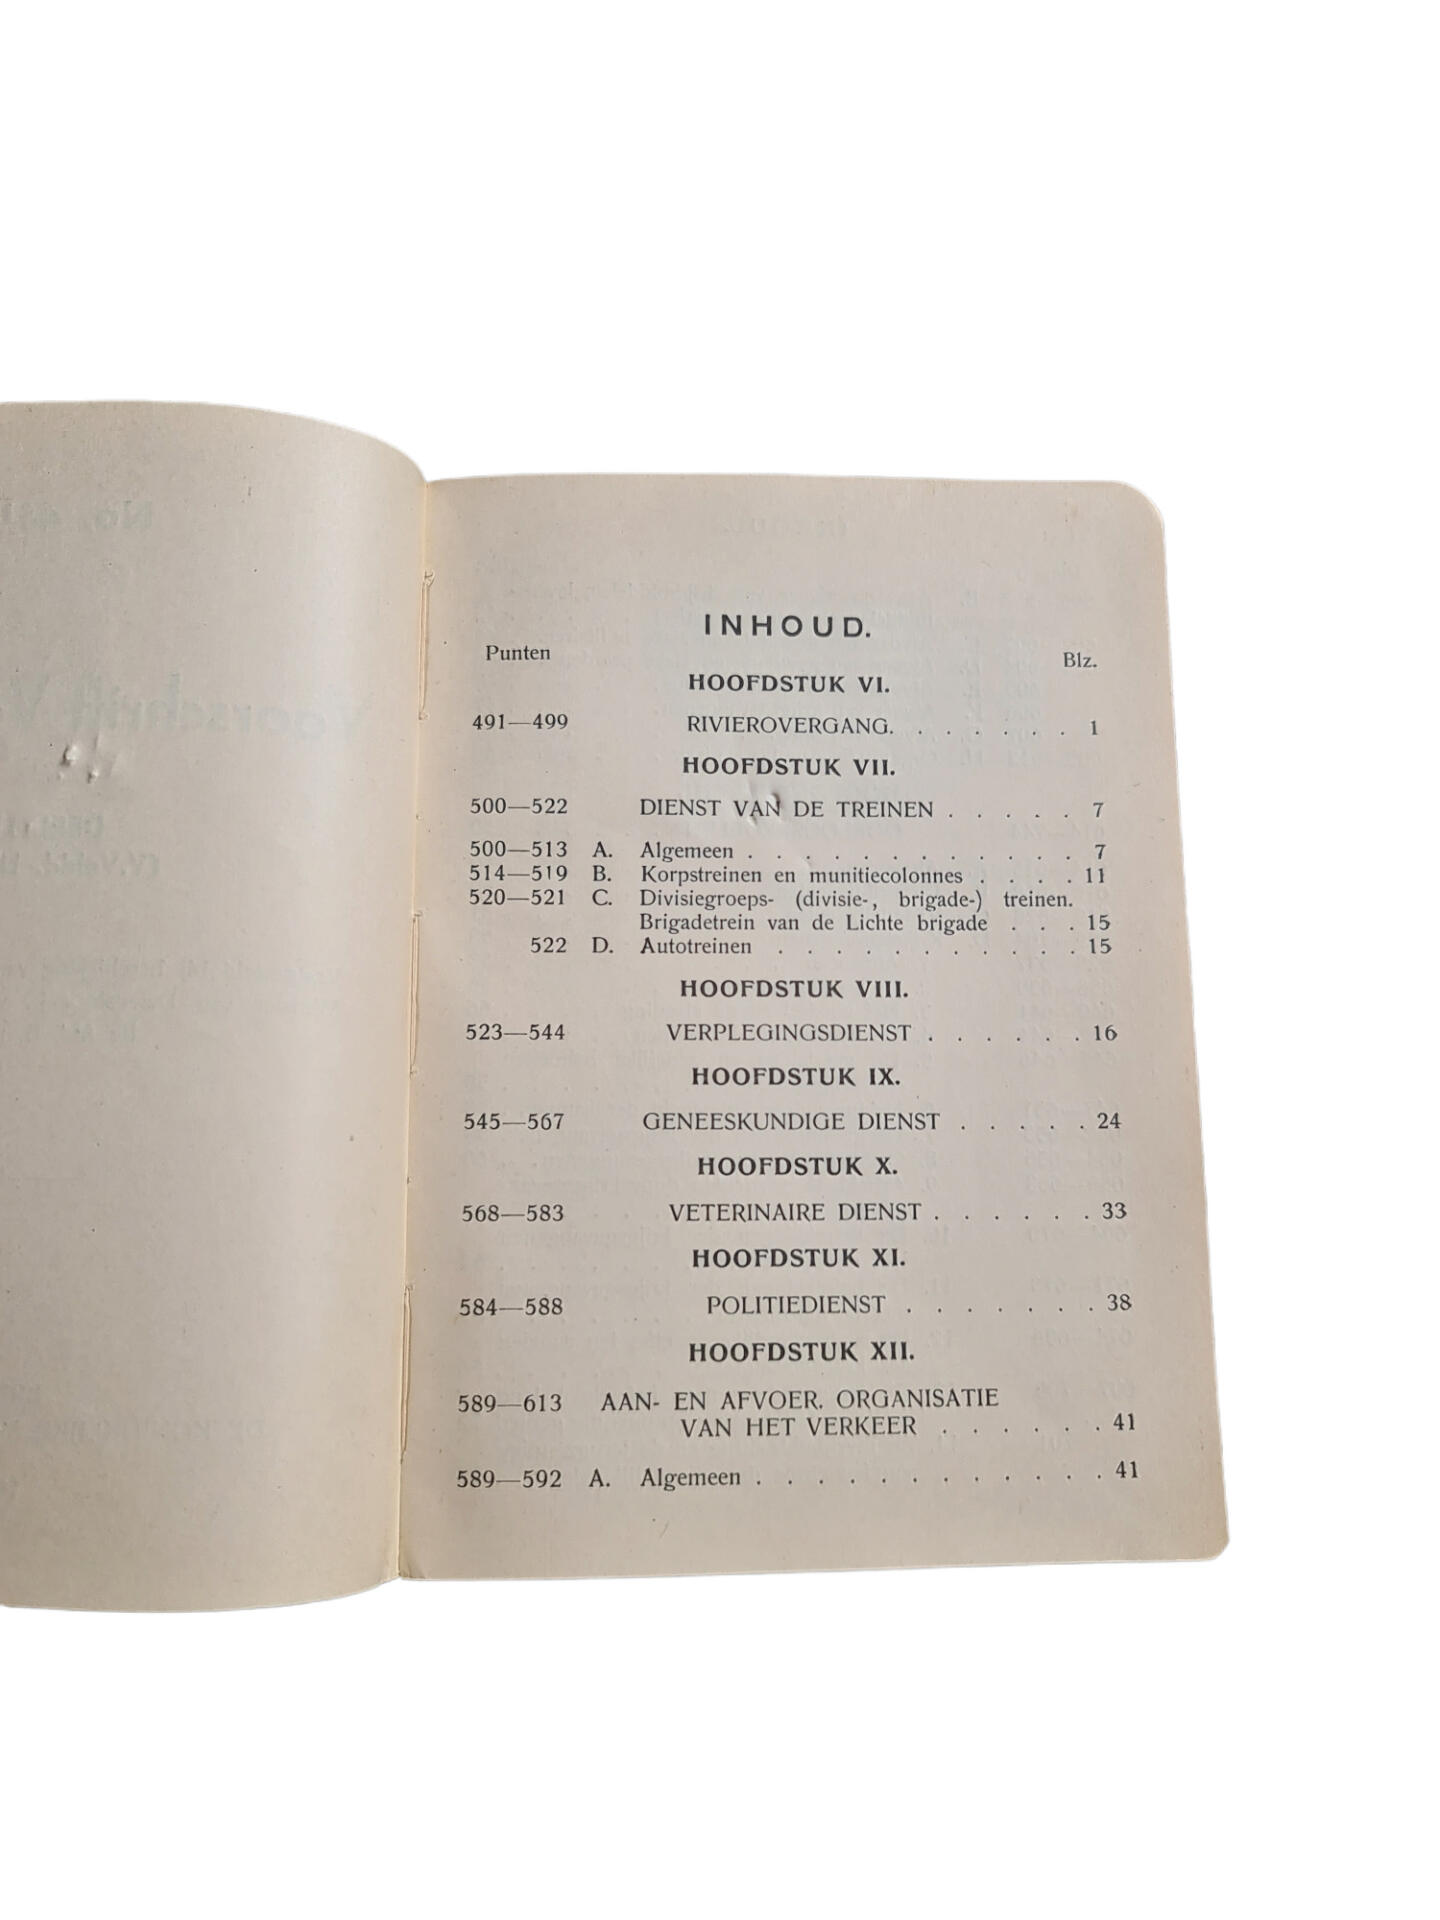 INHOUD.
Punten Blz.
HOOFDSTUK VI.
491—499 RIVIEROVERGANG. . . . . . . 1
HOOFDSTUK VII.
500—522 DIENST VAN DE TREINEN . . . . . 7
500—513 A. Algemeen . . . . . . . . . . . . 7
514—519 B. Korpstreinen en munitiecolonnes . . . . 11
520—521 C. Divisiegroeps- (divisie-, brigade-) treinen.
Brigadetrein van de Lichte brigade . . . 15
522 D. Autotreinen . . . . . . . . . . . 15
HOOFDSTUK VIII.
523—544 VERPLEGINGSDIENST . . . . . . 16
HOOFDSTUK IX.
545—567 GENEESKUNDIGE DIENST . . . . . 24
HOOFDSTUK X.
568—583 VETERINAIRE DIENST . . . . . . 33
HOOFDSTUK XI.
584—588 POLITIEDIENST . . . . . . . 38
HOOFDSTUK XII.
589—613 AAN- EN AFVOER. ORGANISATIE
VAN HET VERKEER . . . . . . 41
589—592 A. Algemeen . . . . . . . . . . . . 41